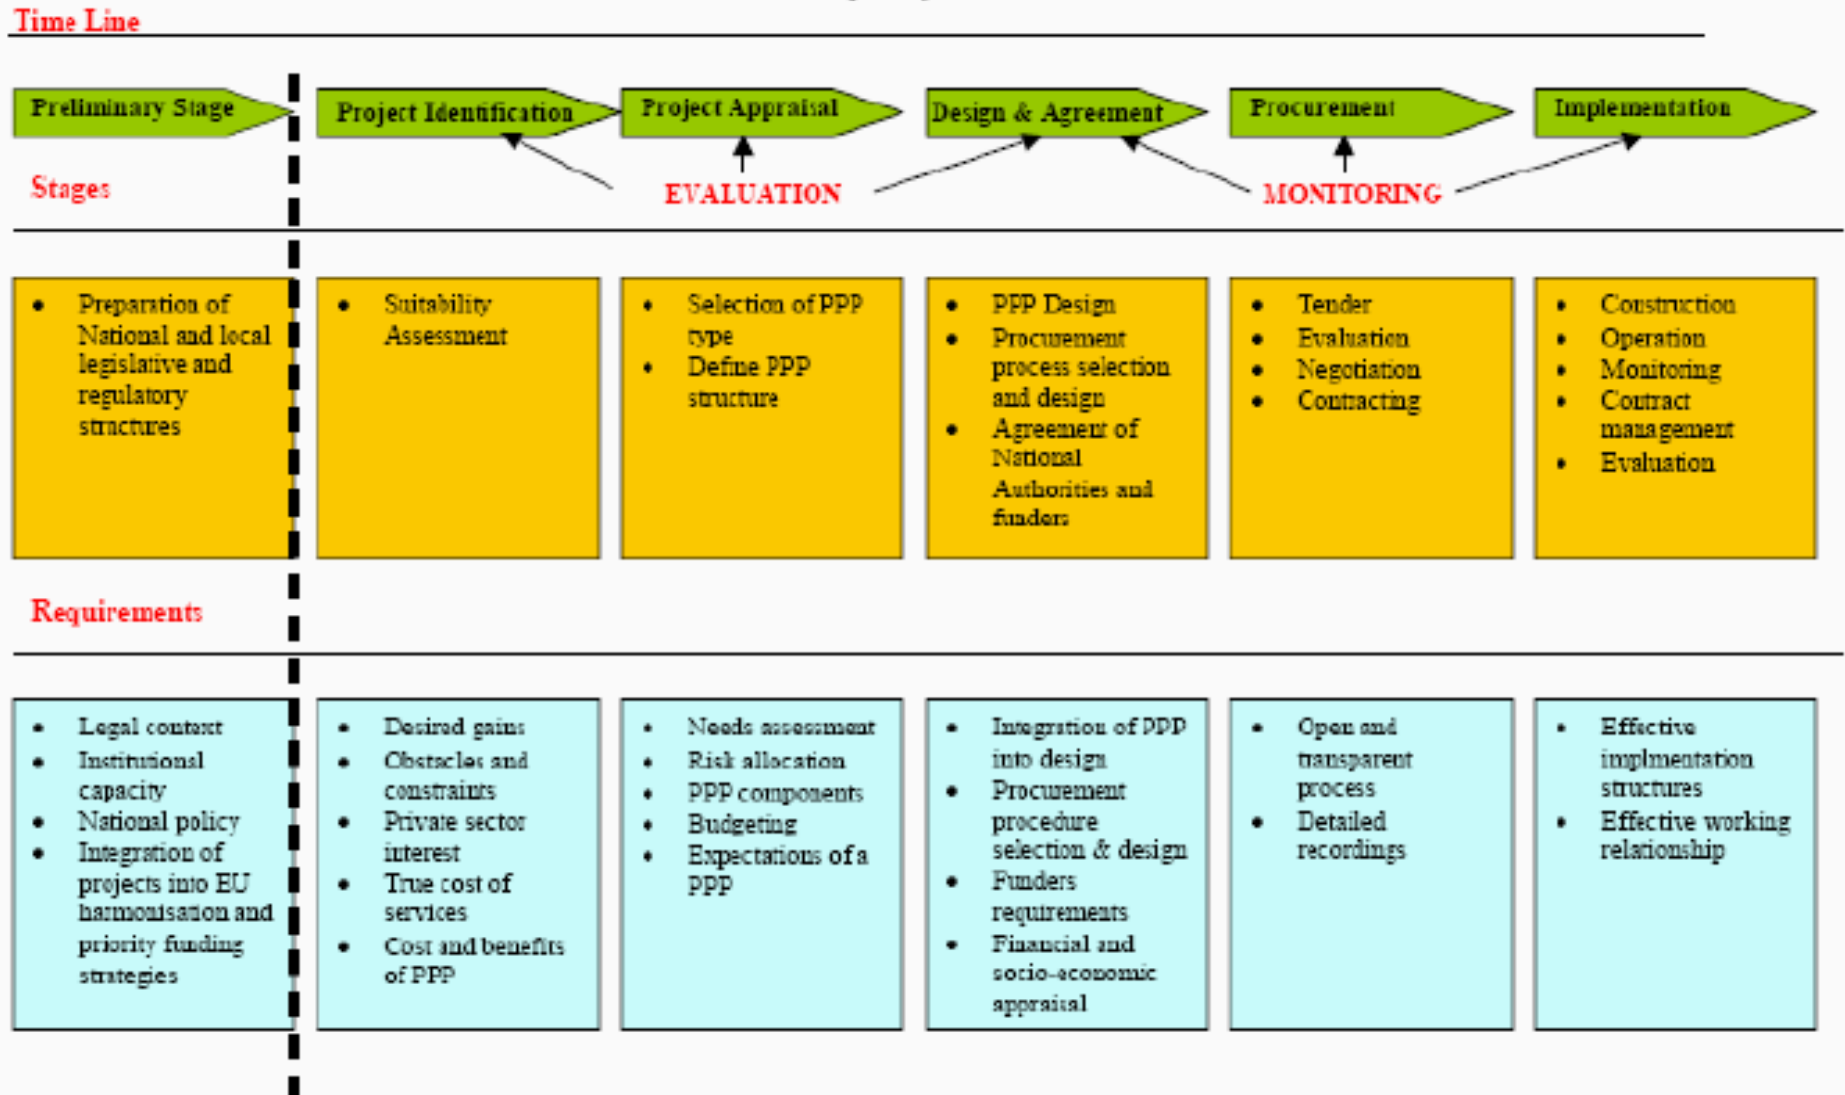 Time Line
Preliminary Stage
Project Identification
Project Appraisal
Design & Agreement
Procurement
Implementation
Stages
EVALUATION
MONITORING
• Preparation of
National and local
legislative and
regulatory
structures
• Suitability
Assessment
• Selection of PPP
type
• Define PPP
structure
• PPP Design
• Procurement
process selection
and design
• Agreement of
National
Authorities and
funders
• Tender
• Evaluation
• Negotiation
• Contracting
• Construction
• Operation
• Monitoring
• Contract
management
• Evaluation
Requirements
• Legal context
• Institutional
capacity
• National policy
• Integration of
projects into EU
harmonisation and
priority funding
strategies
• Desired gains
• Obstacles and
constraints
• Private sector
interest
• True cost of
services
• Cost and benefits
of PPP
• Needs assessment
• Risk allocation
• PPP components
• Budgeting
• Expectations of a
PPP
• Integration of PPP
into design
• Procurement
procedure
selection & design
• Funders
requirements
• Financial and
socio-economic
appraisal
• Open and
transparent
process
• Detailed
recordings
• Effective
implmentation
structures
• Effective working
relationship